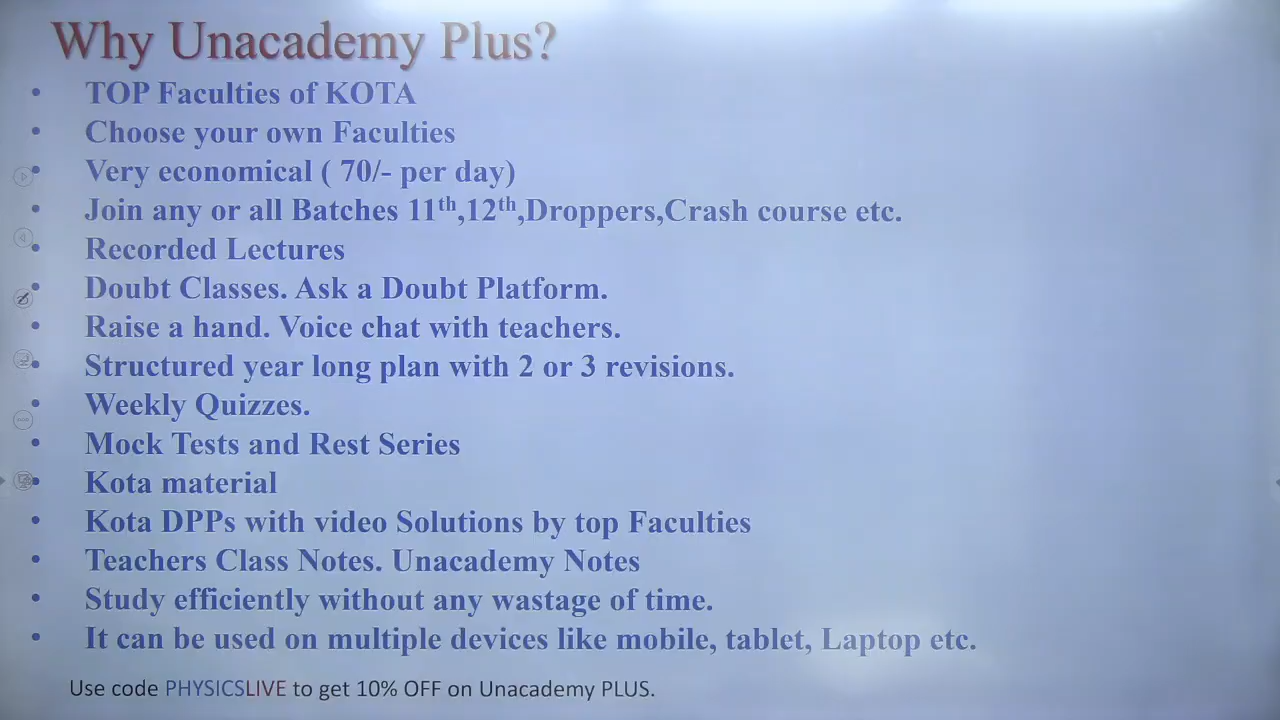 Why Unacademy Plus?
• TOP Faculties of KOTA
• Choose your own Faculties
• Very economical ( 70/- per day)
• Join any or all Batches 11th,12th,Droppers,Crash course etc.
• Recorded Lectures
• Doubt Classes. Ask a Doubt Platform.
• Raise a hand. Voice chat with teachers.
• Structured year long plan with 2 or 3 revisions.
• Weekly Quizzes.
• Mock Tests and Rest Series
• Kota material
• Kota DPPs with video Solutions by top Faculties
• Teachers Class Notes. Unacademy Notes
• Study efficiently without any wastage of time.
• It can be used on multiple devices like mobile, tablet, Laptop etc.
Use code PHYSICSLIVE to get 10% OFF on Unacademy PLUS.